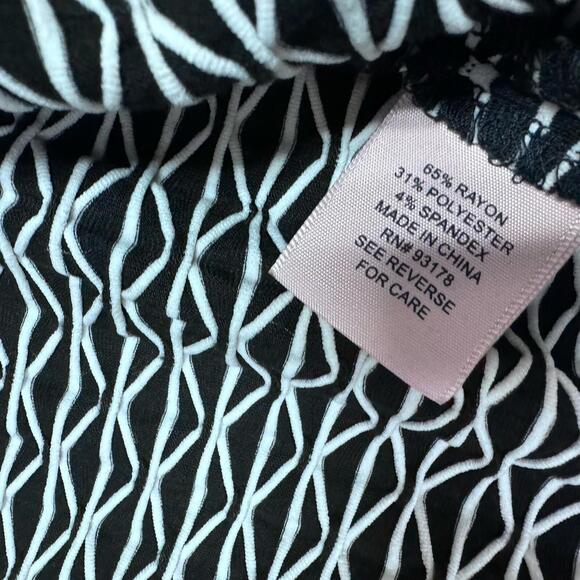 65% RAYON
31% POLYESTER
4% SPANDEX
MADE IN CHINA
RN# 93178
SEE REVERSE
FOR CARE